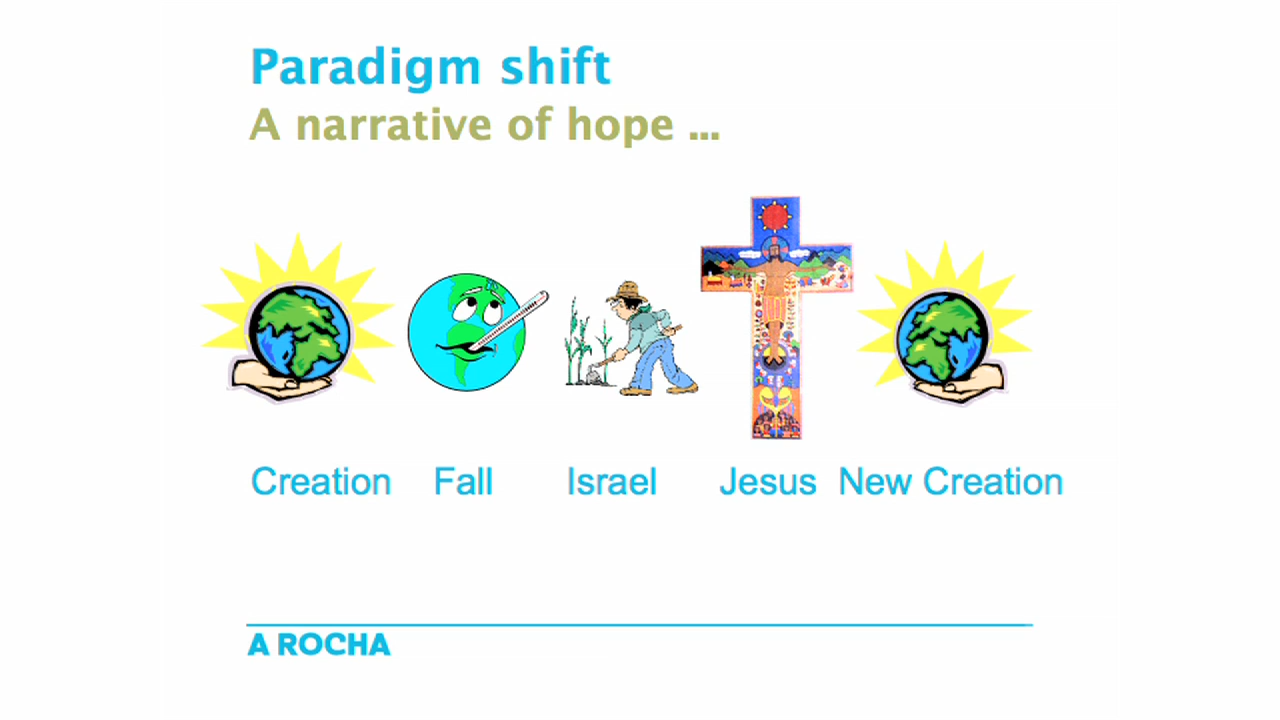 Paradigm shift
A narrative of hope ...
Creation Fall Israel Jesus New Creation
A ROCHA